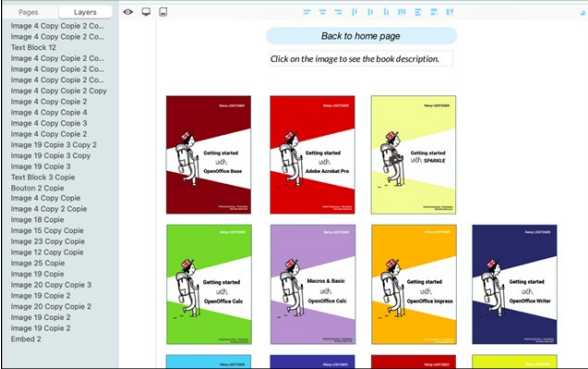 Pages Layers
Image 4 Copy Copie 2 Co...
Image 4 Copy Copie 2 Co...
Text Block 12
Image 4 Copy Copie 2 Co...
Image 4 Copy Copie 2 Co...
Image 4 Copy Copie 2 Co...
Image 4 Copy Copie 2 Copy
Image 4 Copy Copie 2
Image 4 Copy Copie 4
Image 4 Copy Copie 3
Image 4 Copy Copie 2
Image 19 Copie 3 Copy 2
Image 19 Copie 3 Copy
Image 19 Copie 3
Text Block 3 Copie
Bouton 2 Copie
Image 4 Copy Copie
Image 4 Copy 2 Copie
Image 18 Copie
Image 15 Copy Copie
Image 23 Copy Copie
Image 12 Copy Copie
Image 25 Copie
Image 19 Copie
Image 20 Copy Copie 3
Image 19 Copie 2
Image 20 Copy Copie 2
Image 19 Copie 2
Image 19 Copie 2
Embed 2
Back to home page
Click on the image to see the book description.
Getting started
with
OpenOffice Base
Getting started
with
Adobe Acrobat Pro
Getting started
with SPARKLE
Getting started
with
OpenOffice Calc
Macros & Basic
with
OpenOffice Calc
Getting started
with
OpenOffice Impress
Getting started
with
OpenOffice Writer